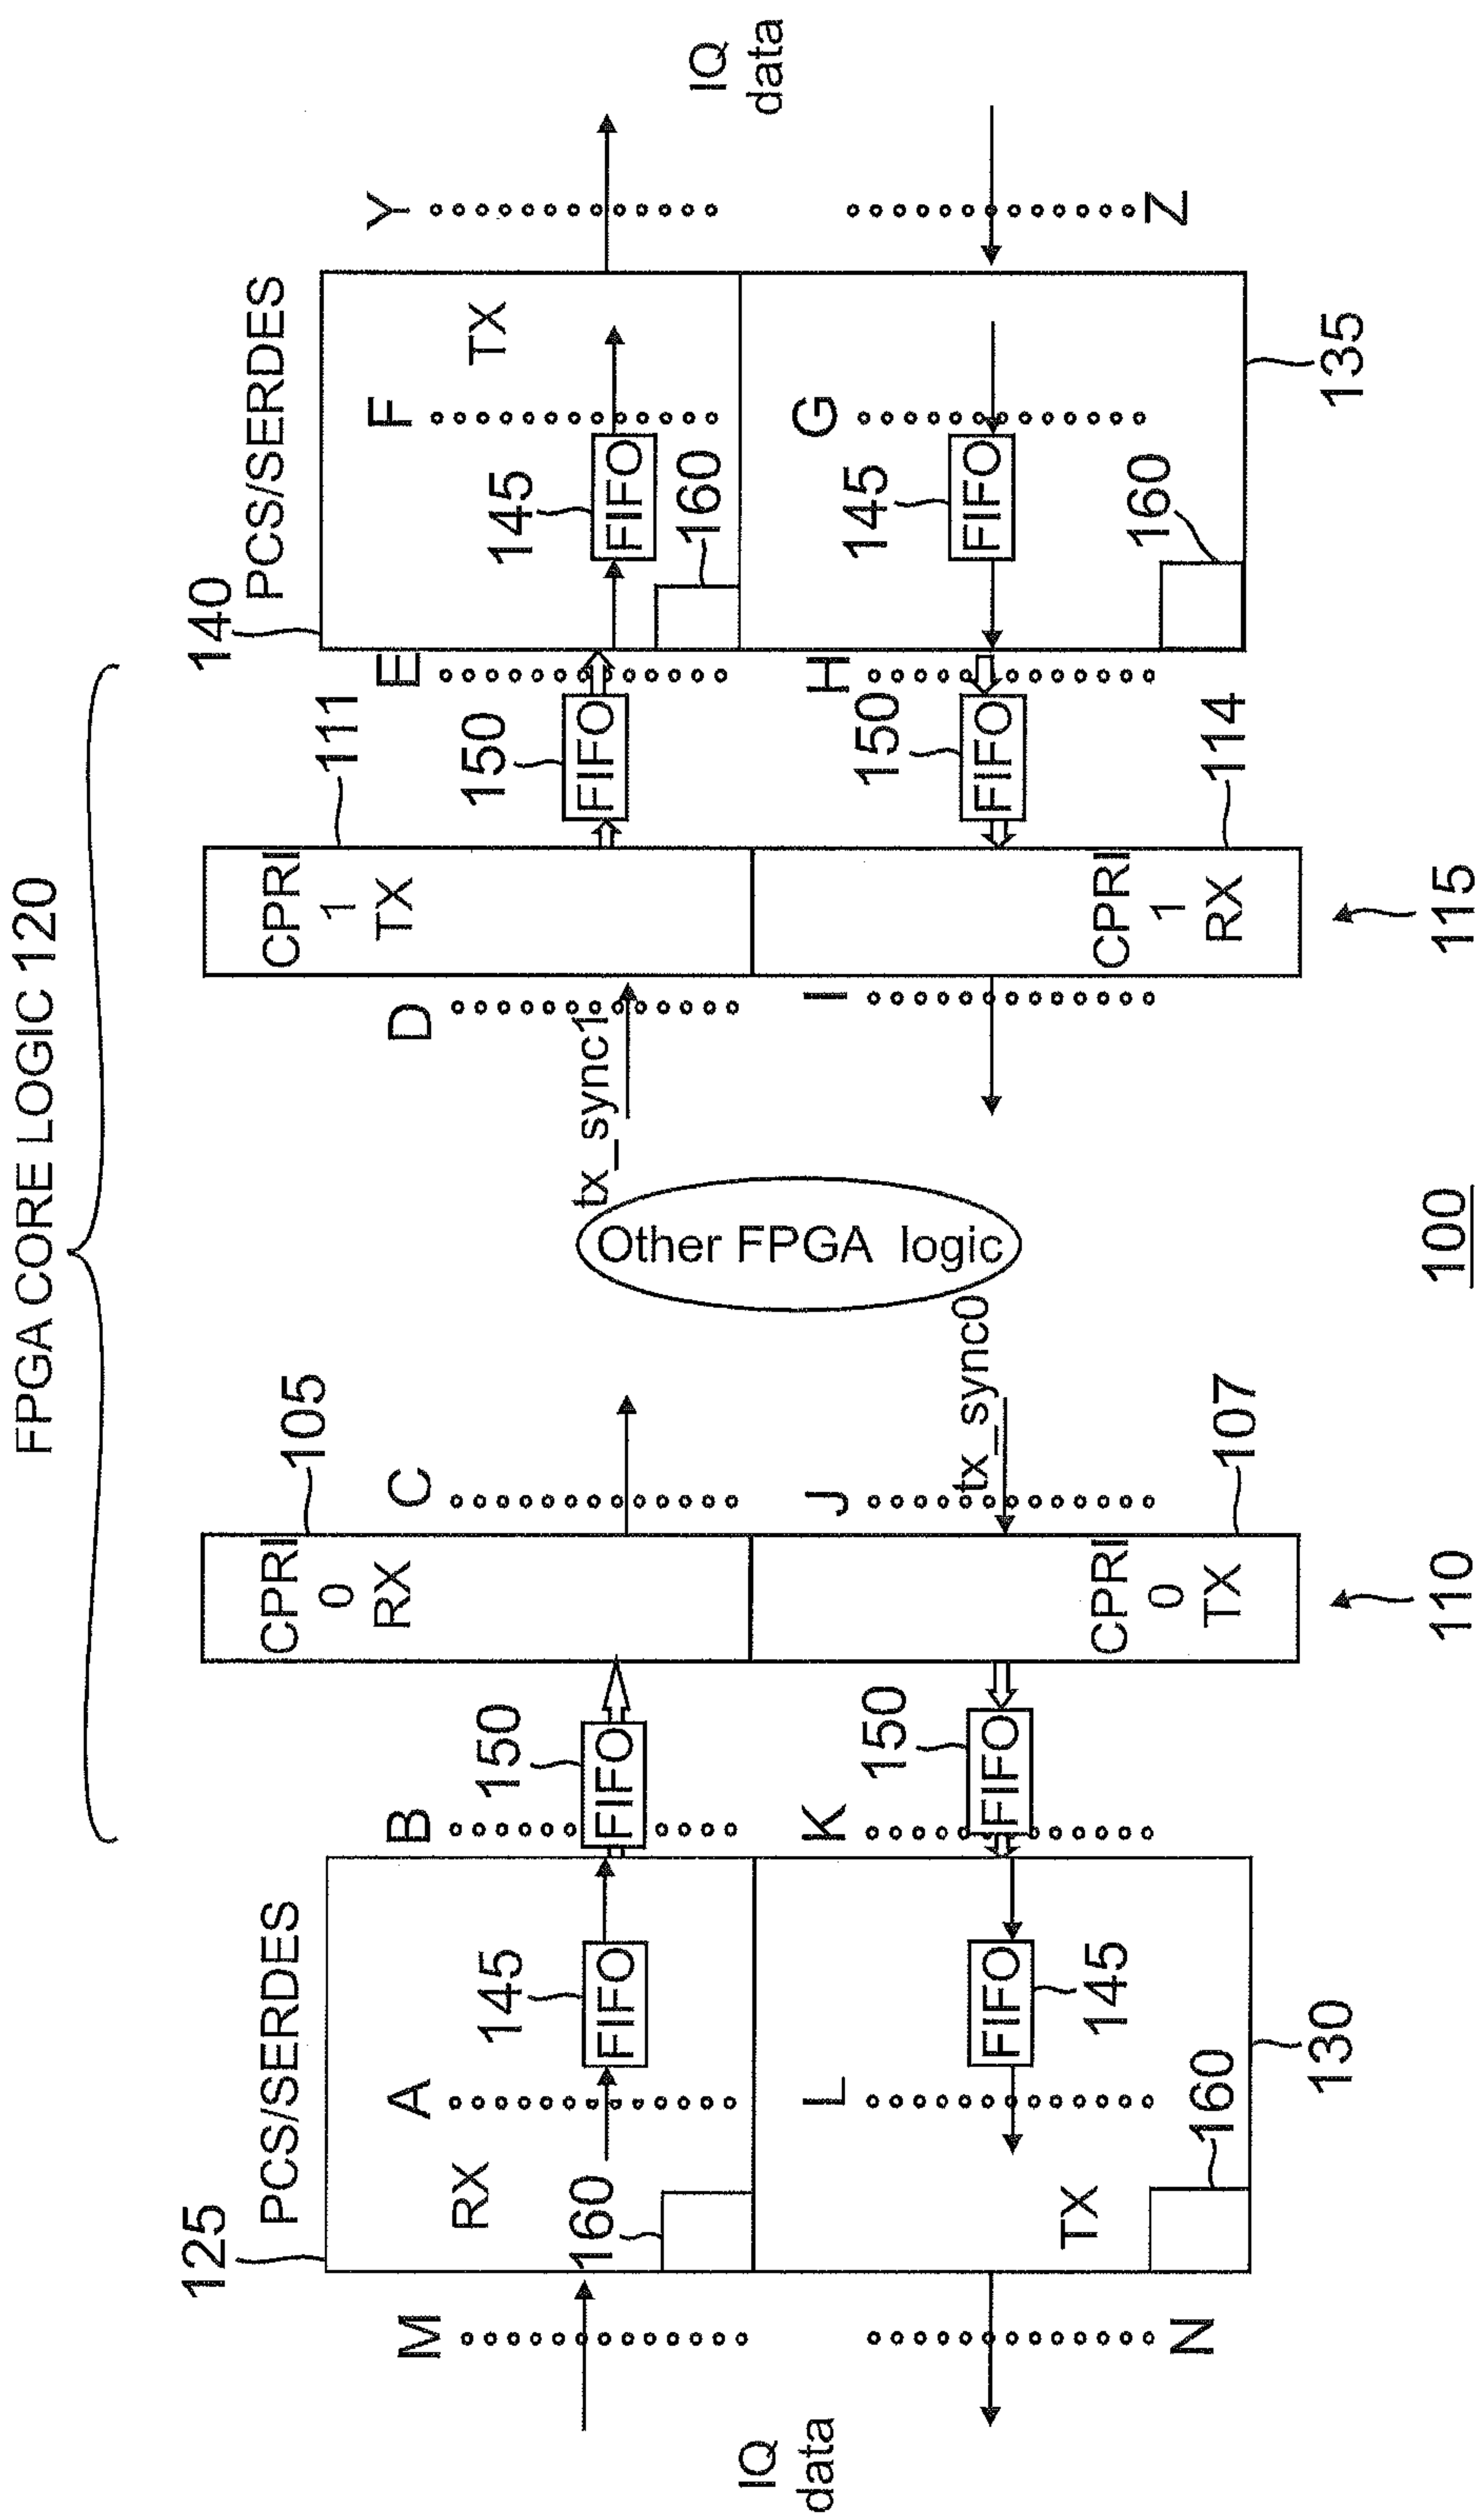 FPGA CORE LOGIC 120
125
PCS/SERDES
105
111
140
PCS/SERDES
CPRI
0
RX
CPRI
1
TX
M
A
B
C
D
E
F
Y
RX
145
150
150
145
TX
160
FIFO
FIFO
tx_sync1
FIFO
FIFO
160
IQ
data
Other FPGA logic
IQ
data
N
L
K
J
I
H
G
Z
150
tx_sync0
150
145
FIFO
FIFO
FIFO
FIFO
TX
145
160
CPRI
0
TX
CPRI
1
RX
160
130
107
114
135
110
115
100